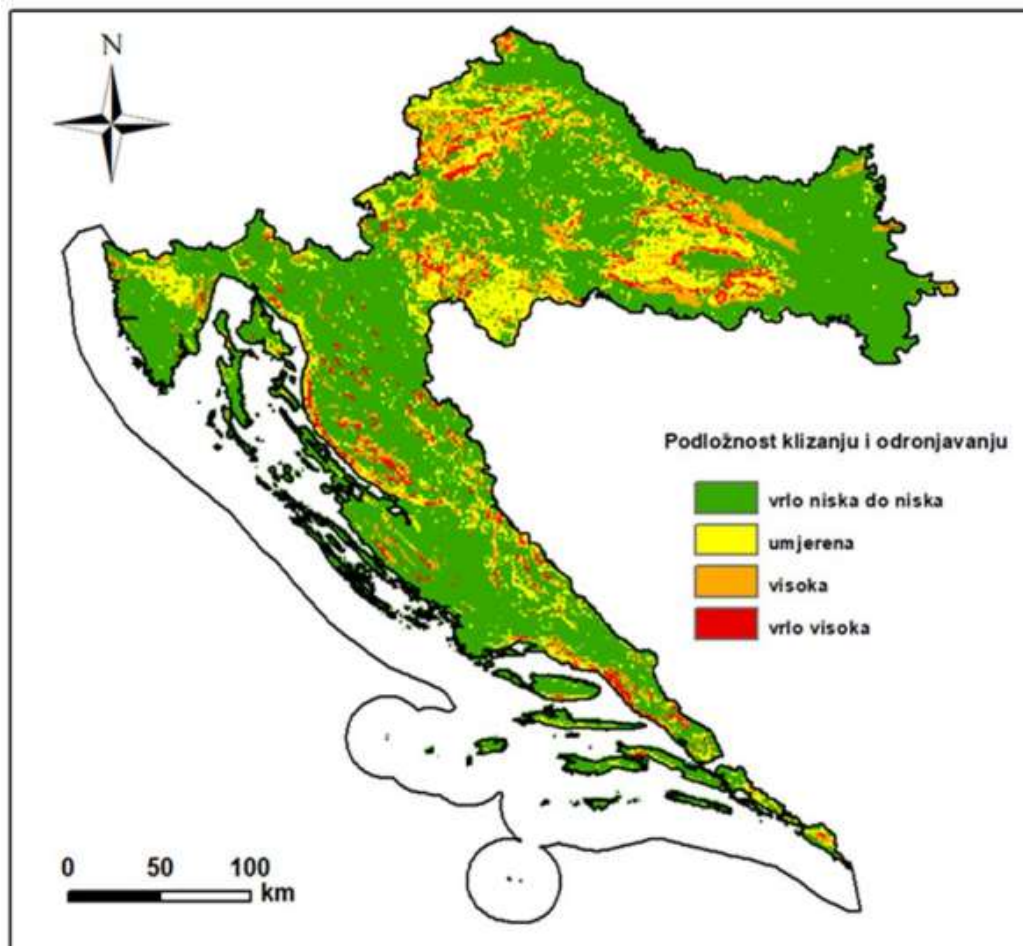 N
Podložnost klizanju i odronjavanju
vrlo niska do niska
umjerena
visoka
vrlo visoka
0 50 100
km